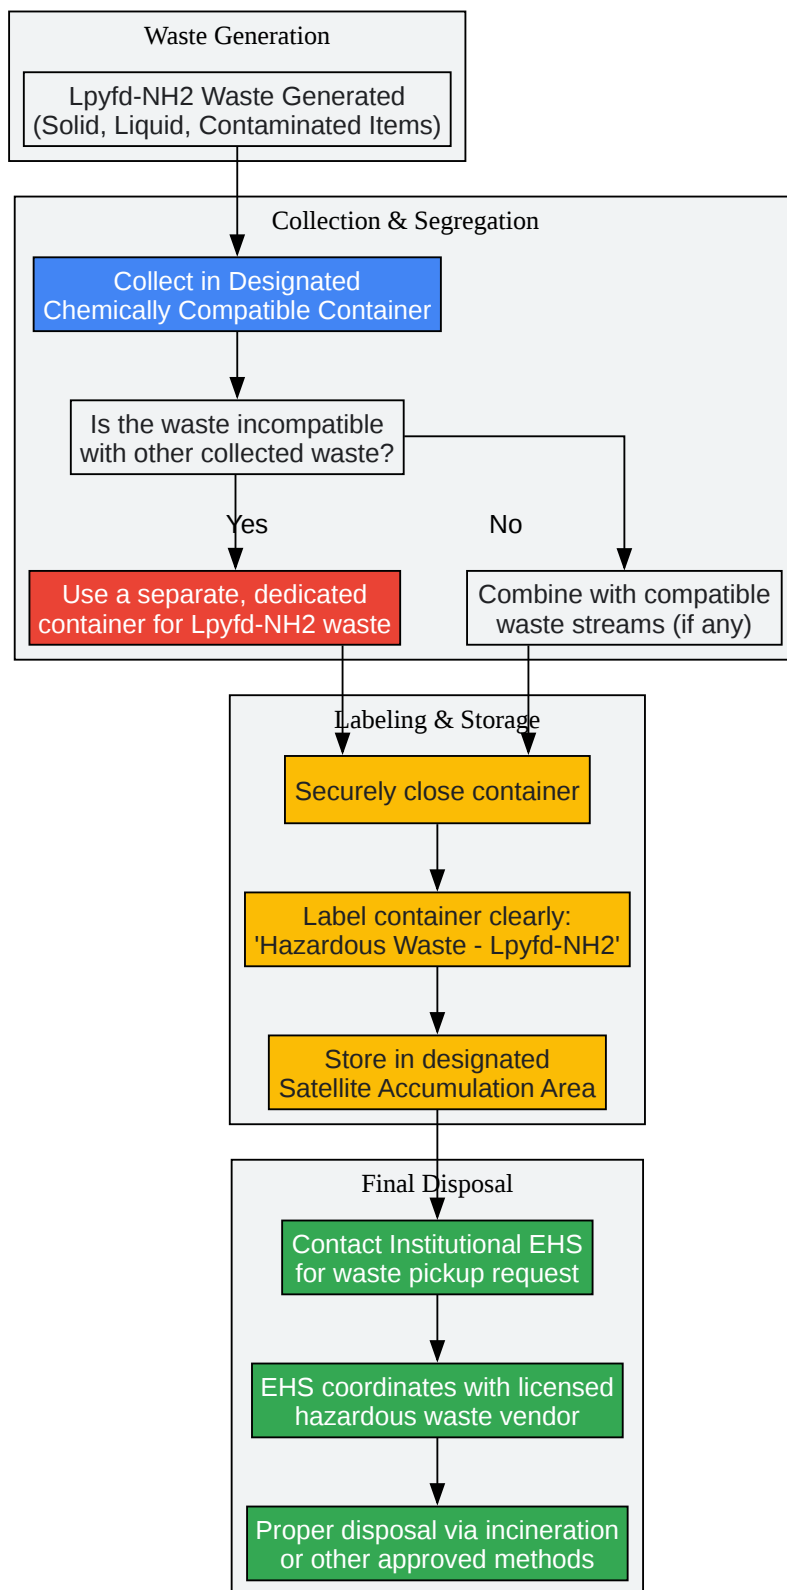 Waste Generation
Lpyfd-NH2 Waste Generated
(Solid, Liquid, Contaminated Items)
Collection & Segregation
Collect in Designated
Chemically Compatible Container
Is the waste incompatible
with other collected waste?
Yes
No
Use a separate, dedicated
container for Lpyfd-NH2 waste
Combine with compatible
waste streams (if any)
Labeling & Storage
Securely close container
Label container clearly:
'Hazardous Waste - Lpyfd-NH2'
Store in designated
Satellite Accumulation Area
Final Disposal
Contact Institutional EHS
for waste pickup request
EHS coordinates with licensed
hazardous waste vendor
Proper disposal via incineration
or other approved methods